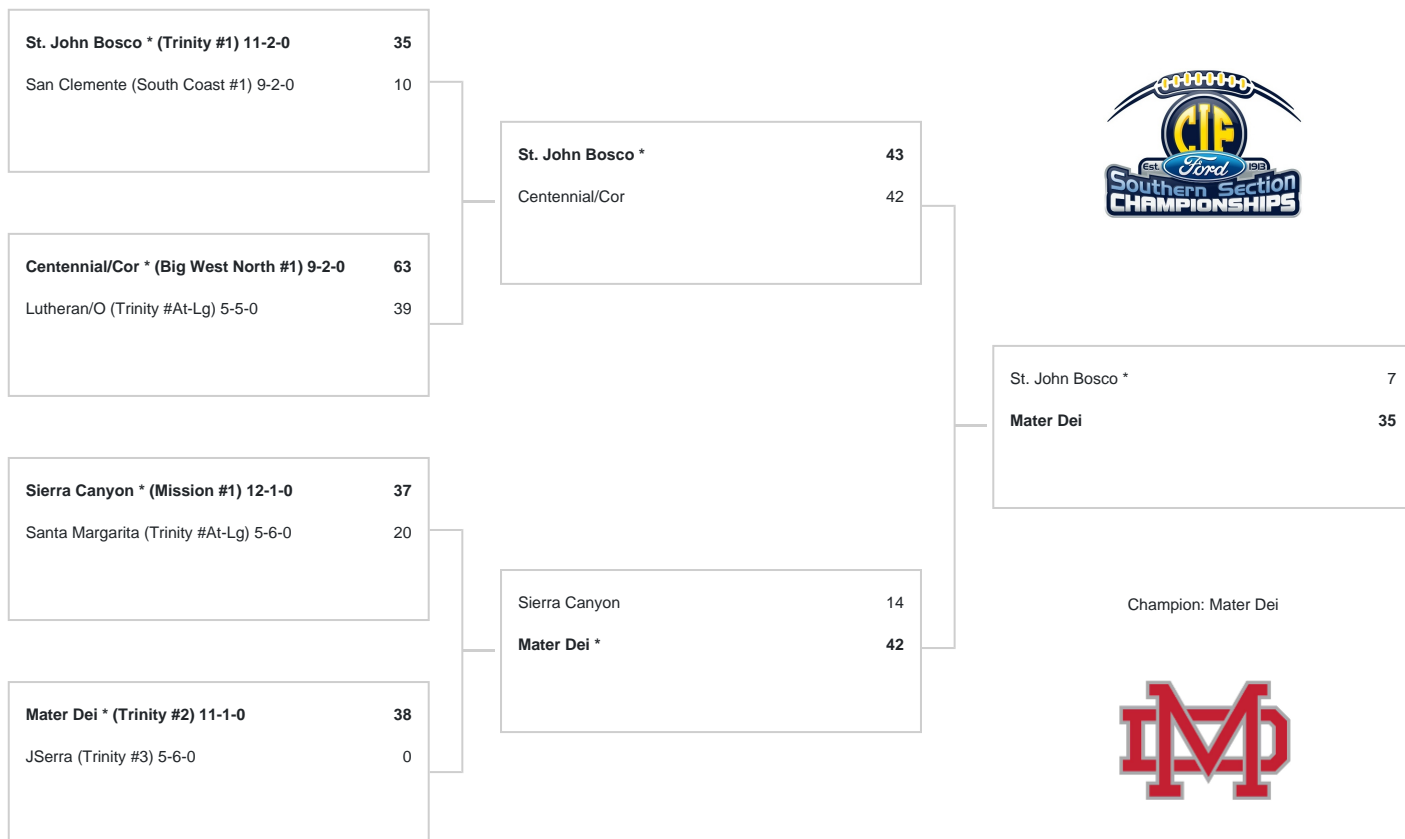 St. John Bosco * (Trinity #1) 11-2-0 35
San Clemente (South Coast #1) 9-2-0 10
Centennial/Cor * (Big West North #1) 9-2-0 63
Lutheran/O (Trinity #At-Lg) 5-5-0 39
Sierra Canyon * (Mission #1) 12-1-0 37
Santa Margarita (Trinity #At-Lg) 5-6-0 20
Mater Dei * (Trinity #2) 11-1-0 38
JSerra (Trinity #3) 5-6-0 0
St. John Bosco * 43
Centennial/Cor 42
Sierra Canyon 14
Mater Dei * 42
CIF
Est. Ford 1913
Southern Section
CHAMPIONSHIPS
St. John Bosco * 7
Mater Dei 35
Champion: Mater Dei
MD